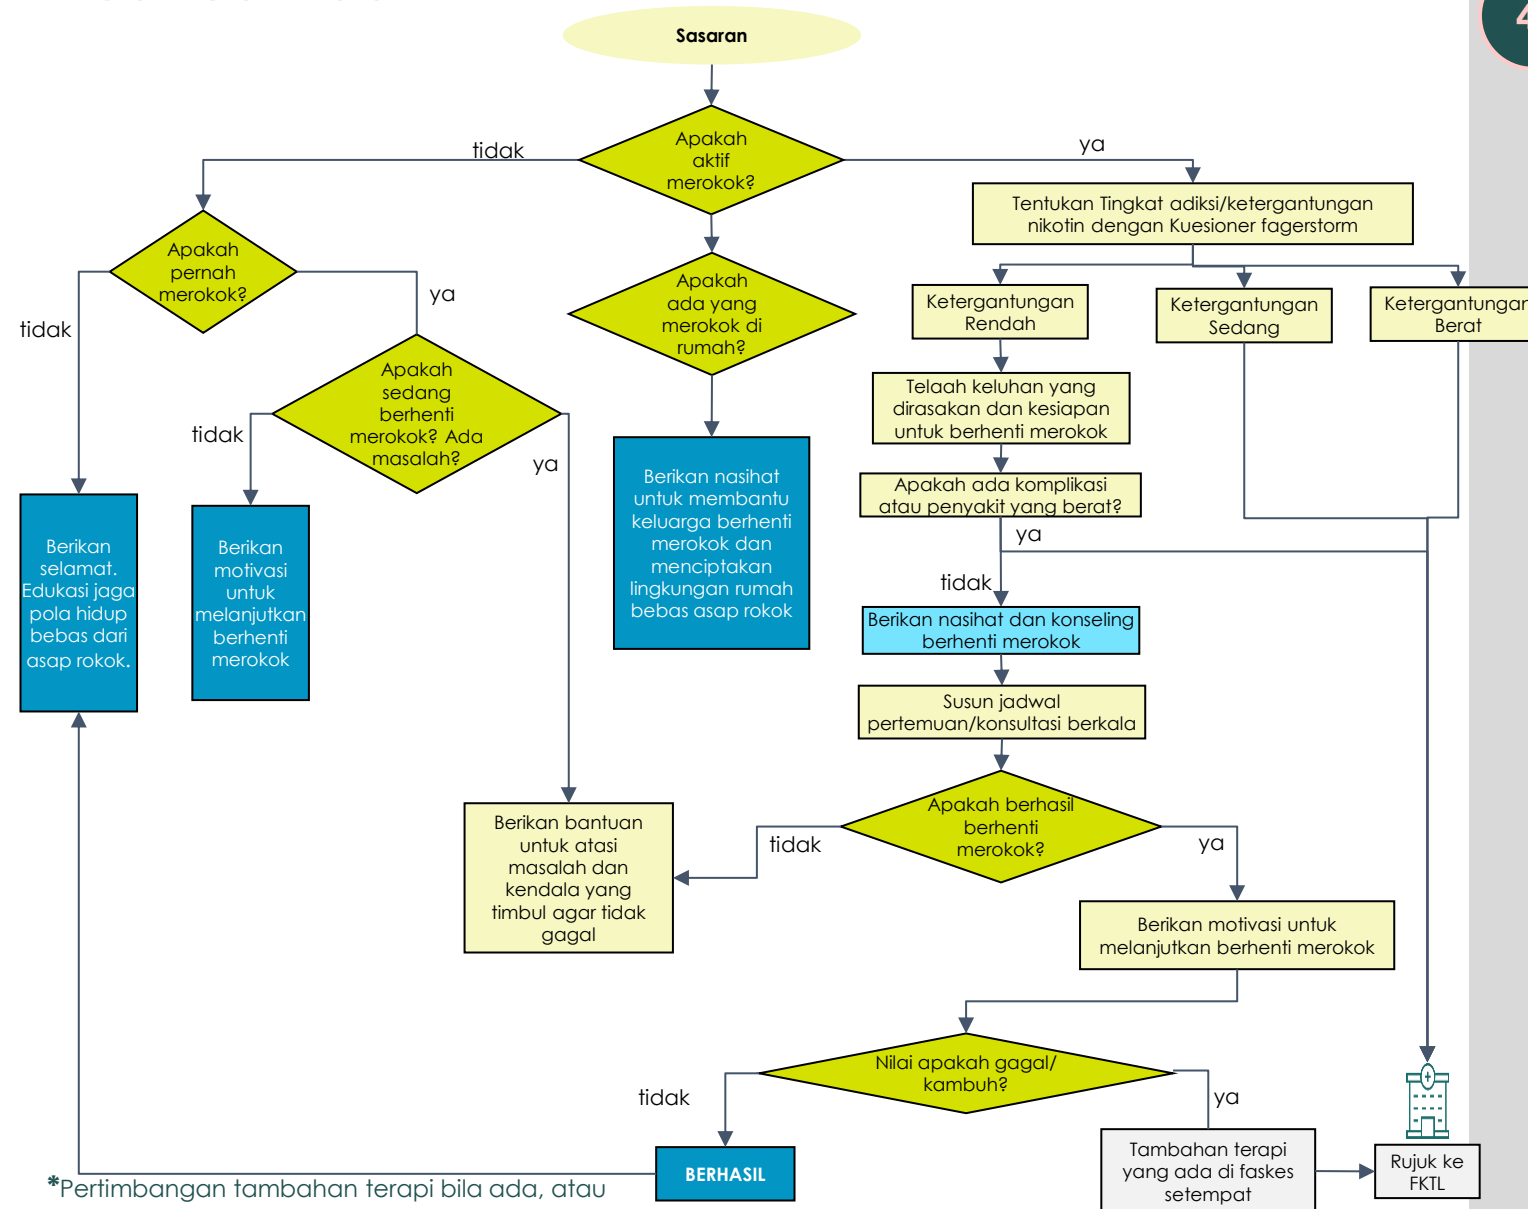 4
Sasaran
Apakah
aktif
merokok?
tidak
ya
Tentukan Tingkat adiksi/ketergantungan
nikotin dengan Kuesioner fagerstorm
Apakah
pernah
merokok?
tidak
ya
Apakah
ada yang
merokok di
rumah?
Ketergantungan
Rendah
Ketergantungan
Sedang
Ketergantungan
Berat
Apakah
sedang
berhenti
merokok? Ada
masalah?
tidak
ya
Telaah keluhan yang
dirasakan dan kesiapan
untuk berhenti merokok
Apakah ada komplikasi
atau penyakit yang berat?
ya
tidak
Berikan
selamat.
Edukasi jaga
pola hidup
bebas dari
asap rokok.
Berikan
motivasi
untuk
melanjutkan
berhenti
merokok
Berikan nasihat
untuk membantu
keluarga berhenti
merokok dan
menciptakan
lingkungan rumah
bebas asap rokok
Berikan nasihat dan konseling
berhenti merokok
Susun jadwal
pertemuan/konsultasi berkala
Apakah berhasil
berhenti
merokok?
tidak
ya
Berikan bantuan
untuk atasi
masalah dan
kendala yang
timbul agar tidak
gagal
Berikan motivasi untuk
melanjutkan berhenti merokok
Nilai apakah gagal/
kambuh?
tidak
ya
BERHASIL
Tambahan terapi
yang ada di faskes
setempat
Rujuk ke
FKTL
*Pertimbangan tambahan terapi bila ada, atau